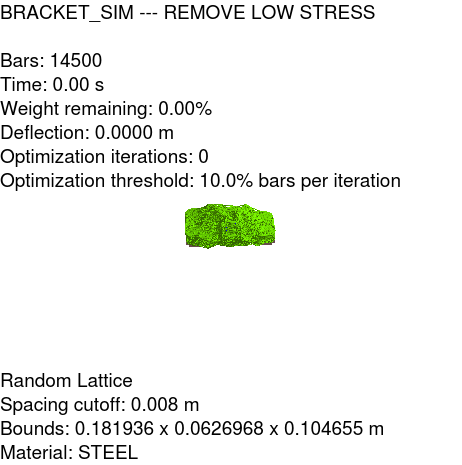 BRACKET_SIM --- REMOVE LOW STRESS
Bars: 14500
Time: 0.00 s
Weight remaining: 0.00%
Deflection: 0.0000 m
Optimization iterations: 0
Optimization threshold: 10.0% bars per iteration
Random Lattice
Spacing cutoff: 0.008 m
Bounds: 0.181936 x 0.0626968 x 0.104655 m
Material: STEEL